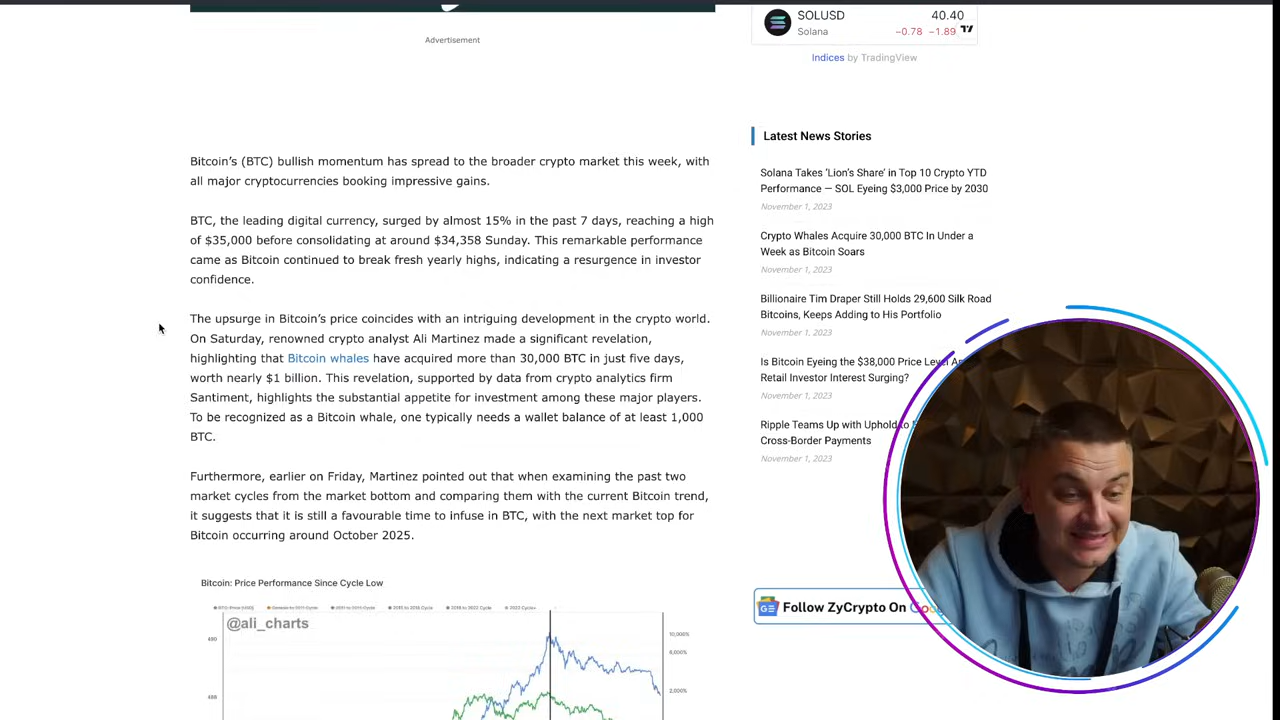 Advertisement
Bitcoin's (BTC) bullish momentum has spread to the broader crypto market this week, with
all major cryptocurrencies booking impressive gains.
BTC, the leading digital currency, surged by almost 15% in the past 7 days, reaching a high
of $35,000 before consolidating at around $34,358 Sunday. This remarkable performance
came as Bitcoin continued to break fresh yearly highs, indicating a resurgence in investor
confidence.
The upsurge in Bitcoin's price coincides with an intriguing development in the crypto world.
On Saturday, renowned crypto analyst Ali Martinez made a significant revelation,
highlighting that Bitcoin whales have acquired more than 30,000 BTC in just five days,
worth nearly $1 billion. This revelation, supported by data from crypto analytics firm
Santiment, highlights the substantial appetite for investment among these major players.
To be recognized as a Bitcoin whale, one typically needs a wallet balance of at least 1,000
BTC.
Furthermore, earlier on Friday, Martinez pointed out that when examining the past two
market cycles from the market bottom and comparing them with the current Bitcoin trend,
it suggests that it is still a favourable time to infuse in BTC, with the next market top for
Bitcoin occurring around October 2025.
Bitcoin: Price Performance Since Cycle Low
@ali_charts
10,000%
2,000%
SOLUSD 40.40
Solana −0.78 −1.89
Indices by TradingView
Latest News Stories
Solana Takes 'Lion's Share' in Top 10 Crypto YTD
Performance — SOL Eyeing $3,000 Price by 2030
November 1, 2023
Crypto Whales Acquire 30,000 BTC In Under a
Week as Bitcoin Soars
November 1, 2023
Billionaire Tim Draper Still Holds 29,600 Silk Road
Bitcoins, Keeps Adding to His Portfolio
November 1, 2023
Is Bitcoin Eyeing the $38,000 Price Level
Retail Investor Interest Surging?
November 1, 2023
Ripple Teams Up with Uphold to
Cross-Border Payments
November 1, 2023
Follow ZyCrypto On